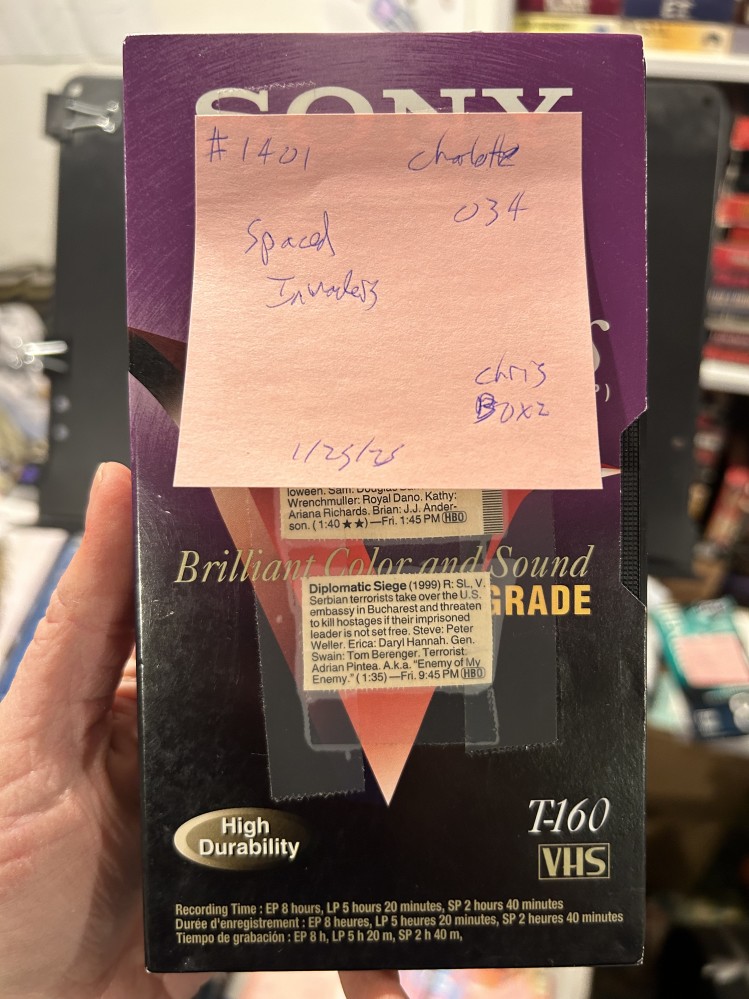 SONY
#1401 Charlotte
034
Spaced
Invaders
chris
Box2
1/25/25
loween. Sam: Douglas
Wrenchmuller: Royal Dano. Kathy:
Ariana Richards. Brian: J.J. Ander-
son. (1:40 ★★)—Fri. 1:45 PM HBO
Brilliant Color and Sound
GRADE
Diplomatic Siege (1999) R: SL, V.
Serbian terrorists take over the U.S.
embassy in Bucharest and threaten
to kill hostages if their imprisoned
leader is not set free. Steve: Peter
Weller. Erica: Daryl Hannah. Gen.
Swain: Tom Berenger. Terrorist:
Adrian Pintea. A.k.a. “Enemy of My
Enemy.” (1:35)—Fri. 9:45 PM HBO
High
Durability
T-160
VHS
Recording Time : EP 8 hours, LP 5 hours 20 minutes, SP 2 hours 40 minutes
Durée d'enregistrement : EP 8 heures, LP 5 heures 20 minutes, SP 2 heures 40 minutes
Tiempo de grabación : EP 8 h, LP 5 h 20 m, SP 2 h 40 m,